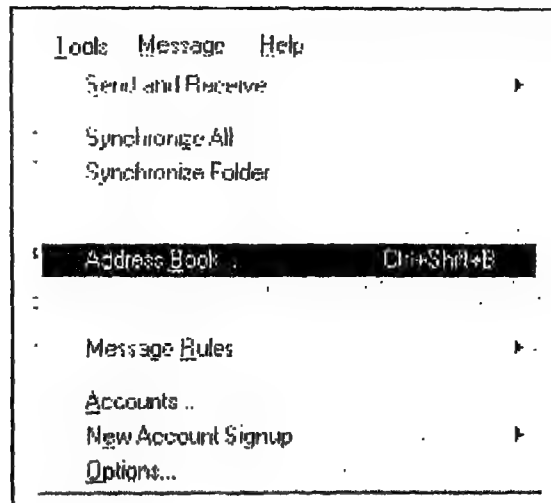 Tools Message Help
Send and Receive
Synchronize All
Synchronize Folder
Address Book... Ctrl+Shift+B
Message Rules
Accounts...
New Account Signup
Options...